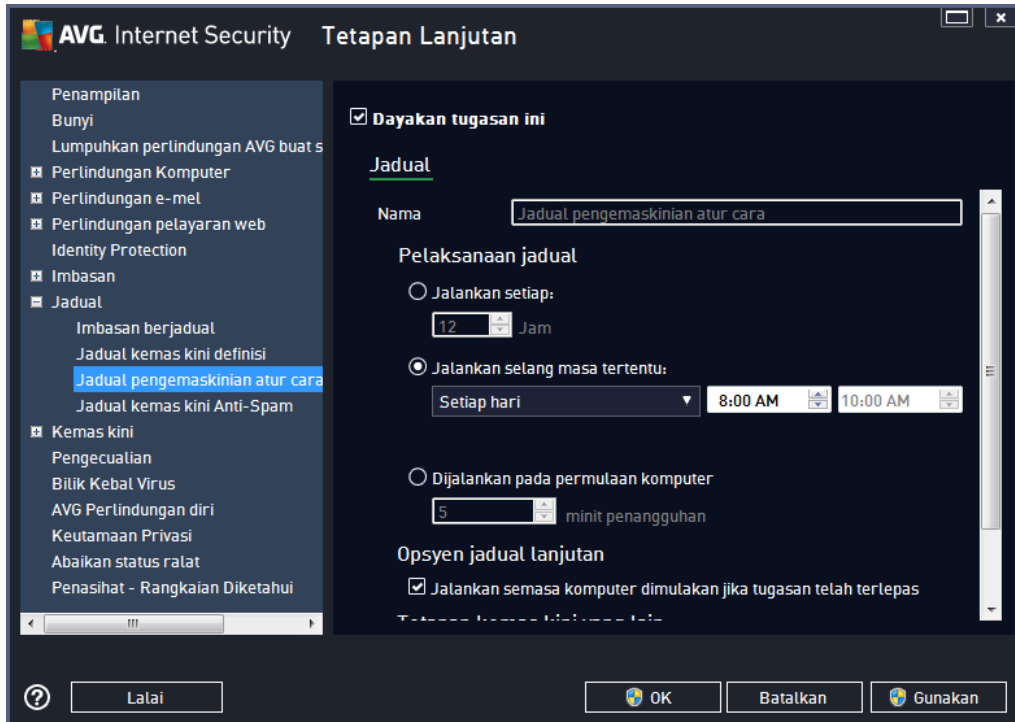 AVG. Internet Security Tetapan Lanjutan
Penampilan
Bunyi
Lumpuhkan perlindungan AVG buat s
Perlindungan Komputer
Perlindungan e-mel
Perlindungan pelayaran web
Identity Protection
Imbasan
Jadual
Imbasan berjadual
Jadual kemas kini definisi
Jadual pengemaskinian atur cara
Jadual kemas kini Anti-Spam
Kemas kini
Pengecualian
Bilik Kebal Virus
AVG Perlindungan diri
Keutamaan Privasi
Abaikan status ralat
Penasihat - Rangkaian Diketahui
Dayakan tugasan ini
Jadual
Nama Jadual pengemaskinian atur cara
Pelaksanaan jadual
Jalankan setiap:
12 Jam
Jalankan selang masa tertentu:
Setiap hari 8:00 AM 10:00 AM
Dijalankan pada permulaan komputer
5 minit penangguhan
Opsyen jadual lanjutan
Jalankan semasa komputer dimulakan jika tugasan telah terlepas
Tetapan kemas kini yang lain
Lalai OK Batalkan Gunakan